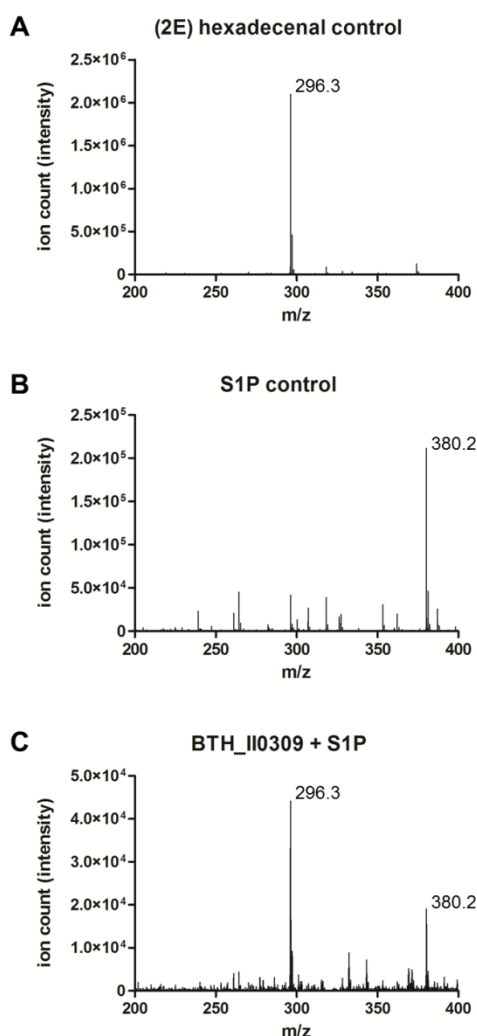 A
(2E) hexadecenal control
ion count (intensity)
2.5×10⁶
2.0×10⁶
1.5×10⁶
1.0×10⁶
5.0×10⁵
0
296.3
200 250 300 350 400
m/z
B
S1P control
ion count (intensity)
2.5×10⁵
2.0×10⁵
1.5×10⁵
1.0×10⁵
5.0×10⁴
0
380.2
200 250 300 350 400
m/z
C
BTH_II0309 + S1P
ion count (intensity)
5.0×10⁴
4.0×10⁴
3.0×10⁴
2.0×10⁴
1.0×10⁴
0
296.3
380.2
200 250 300 350 400
m/z